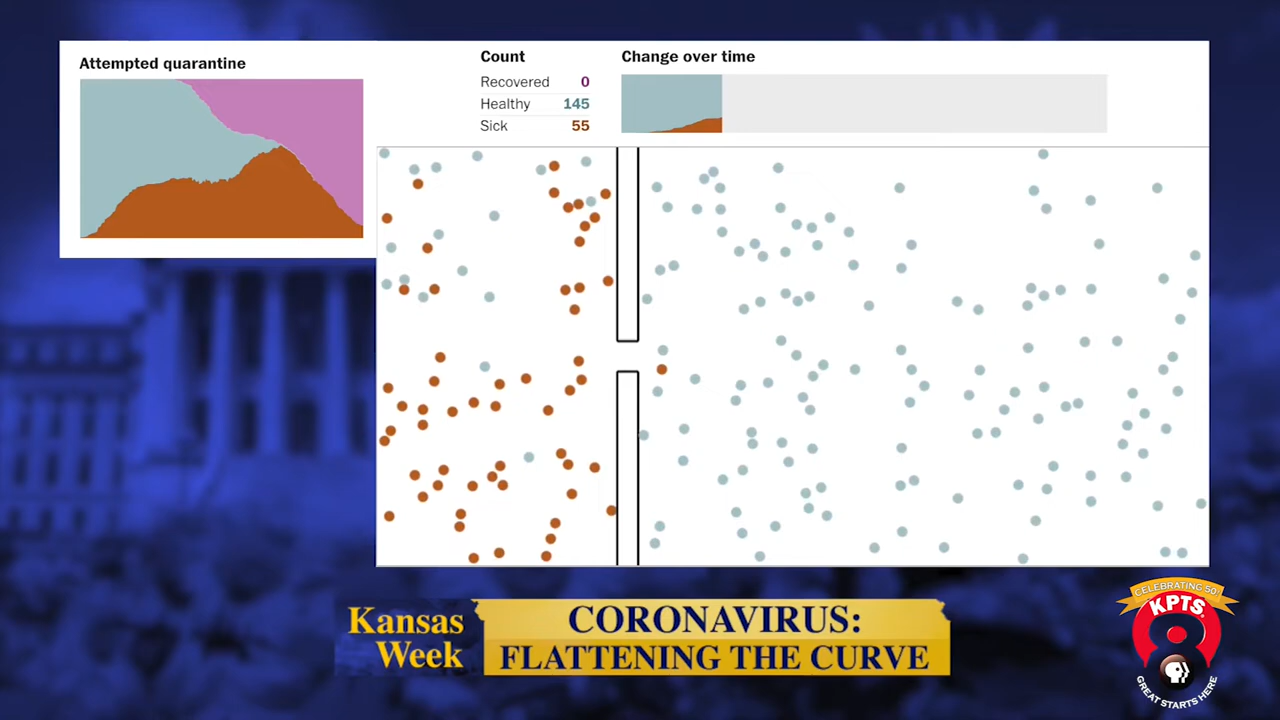 Attempted quarantine
Count
Recovered 0
Healthy 145
Sick 55
Change over time
Kansas
Week
CORONAVIRUS:
FLATTENING THE CURVE
CELEBRATING 50
KPTS
8
GREAT STARTS HERE